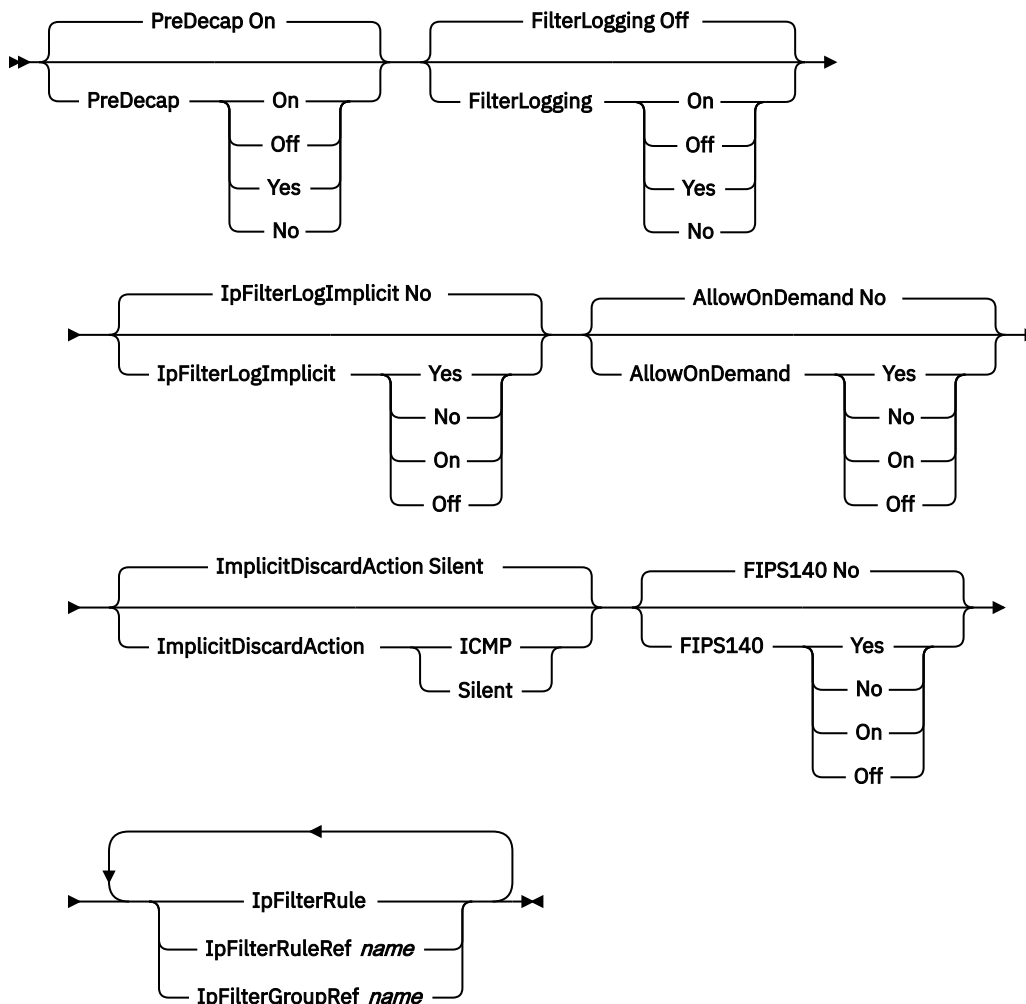 PreDecap On
FilterLogging Off
PreDecap On
Off
Yes
No
FilterLogging On
Off
Yes
No
IpFilterLogImplicit No
AllowOnDemand No
IpFilterLogImplicit Yes
No
On
Off
AllowOnDemand Yes
No
On
Off
ImplicitDiscardAction Silent
FIPS140 No
ImplicitDiscardAction ICMP
Silent
FIPS140 Yes
No
On
Off
IpFilterRule
IpFilterRuleRef name
IpFilterGroupRef name